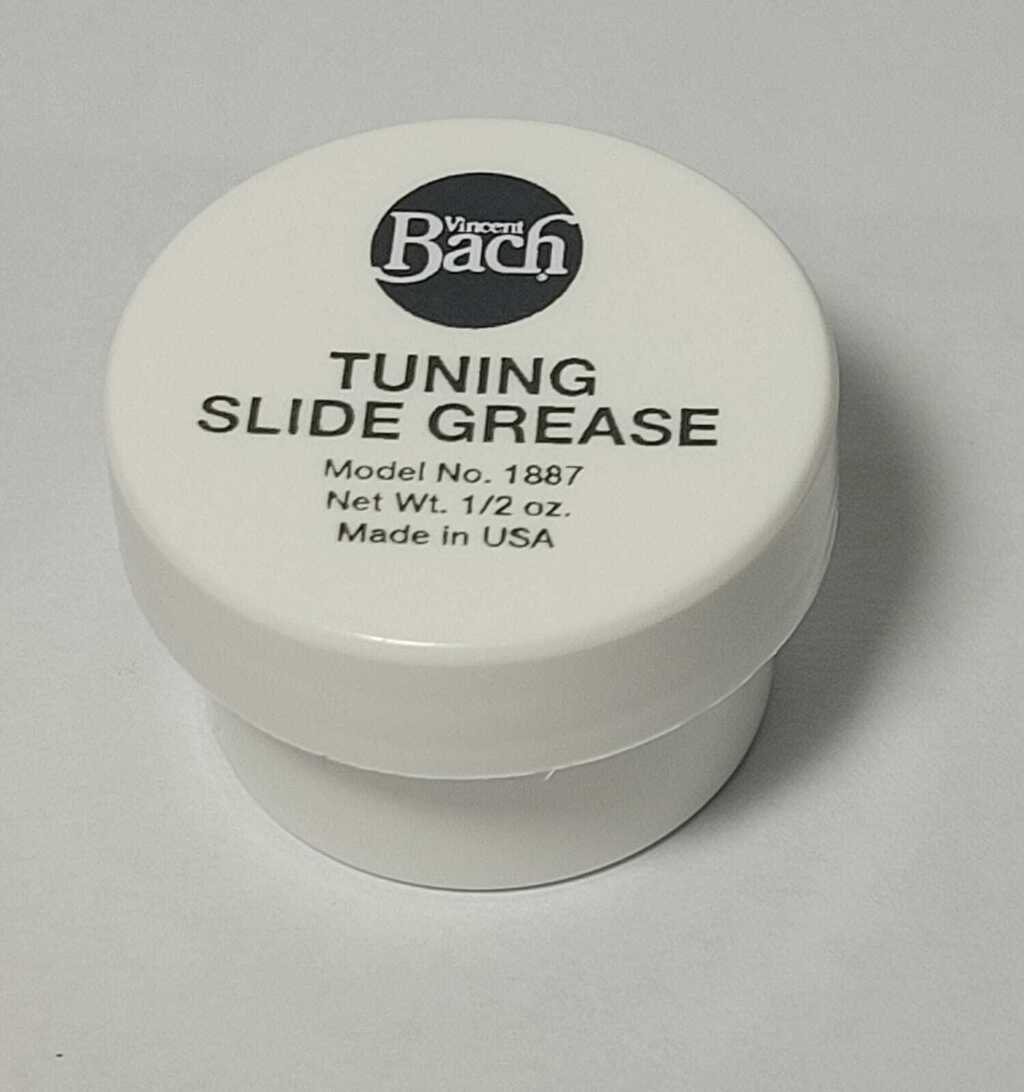 Vincent
Bach
TUNING
SLIDE GREASE
Model No. 1887
Net Wt. 1/2 oz.
Made in USA